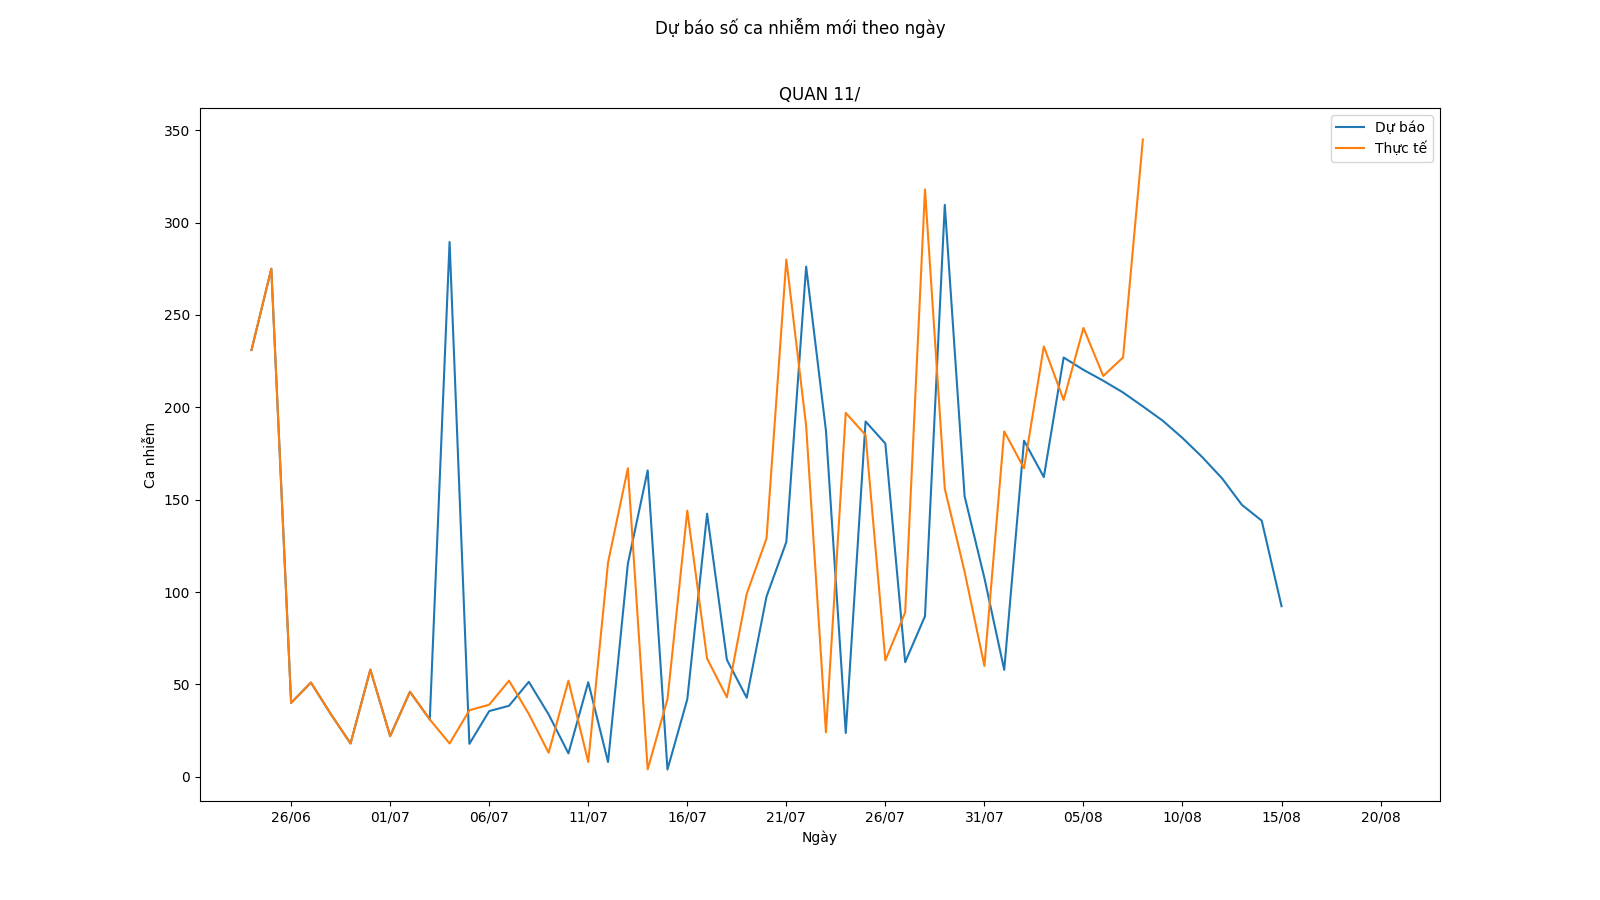 Dự báo số ca nhiễm mới theo ngày
QUAN 11/
Dự báo
Thực tế
350
300
250
200
150
100
50
0
Ca nhiễm
26/06 01/07 06/07 11/07 16/07 21/07 26/07 31/07 05/08 10/08 15/08 20/08
Ngày